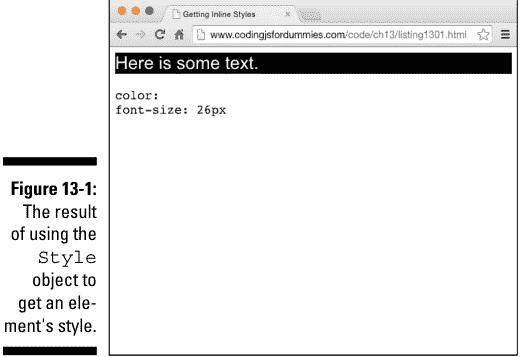 Getting Inline Styles
www.codingjsfordummies.com/code/ch13/listing1301.html
Here is some text.
color:
font-size: 26px
Figure 13-1:
The result
of using the
Style
object to
get an ele-
ment's style.